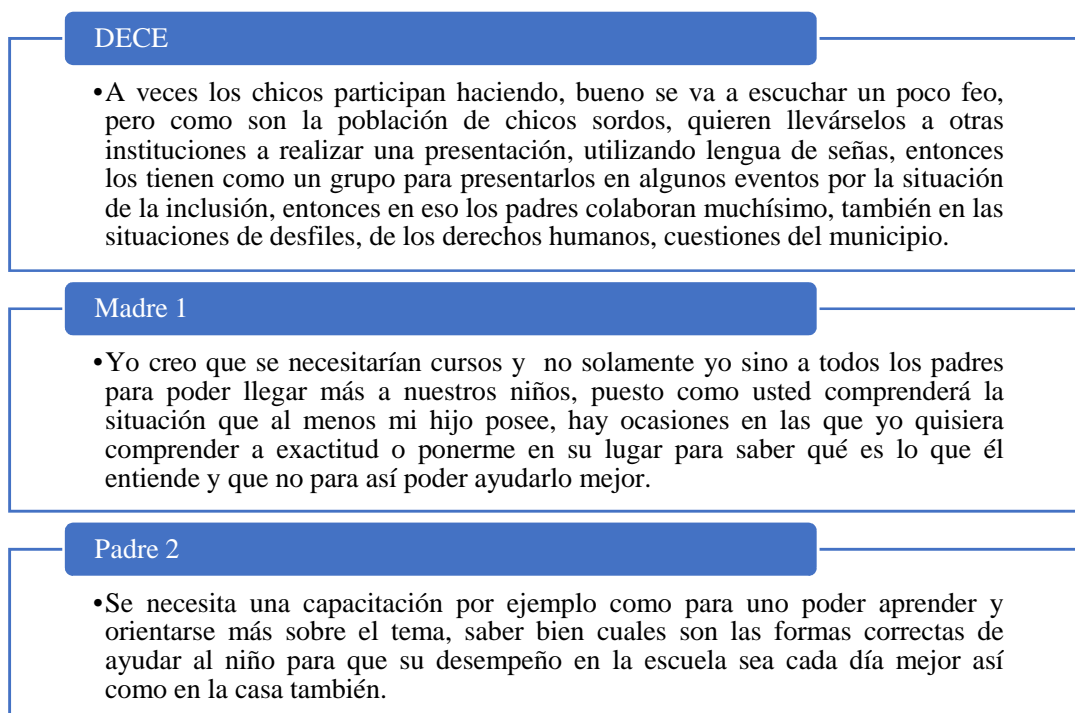 DECE
•A veces los chicos participan haciendo, bueno se va a escuchar un poco feo,
pero como son la población de chicos sordos, quieren llevárselos a otras
instituciones a realizar una presentación, utilizando lengua de señas, entonces
los tienen como un grupo para presentarlos en algunos eventos por la situación
de la inclusión, entonces en eso los padres colaboran muchísimo, también en las
situaciones de desfiles, de los derechos humanos, cuestiones del municipio.
Madre 1
•Yo creo que se necesitarían cursos y no solamente yo sino a todos los padres
para poder llegar más a nuestros niños, puesto como usted comprenderá la
situación que al menos mi hijo posee, hay ocasiones en las que yo quisiera
comprender a exactitud o ponerme en su lugar para saber qué es lo que él
entiende y que no para así poder ayudarlo mejor.
Padre 2
•Se necesita una capacitación por ejemplo como para uno poder aprender y
orientarse más sobre el tema, saber bien cuales son las formas correctas de
ayudar al niño para que su desempeño en la escuela sea cada día mejor así
como en la casa también.